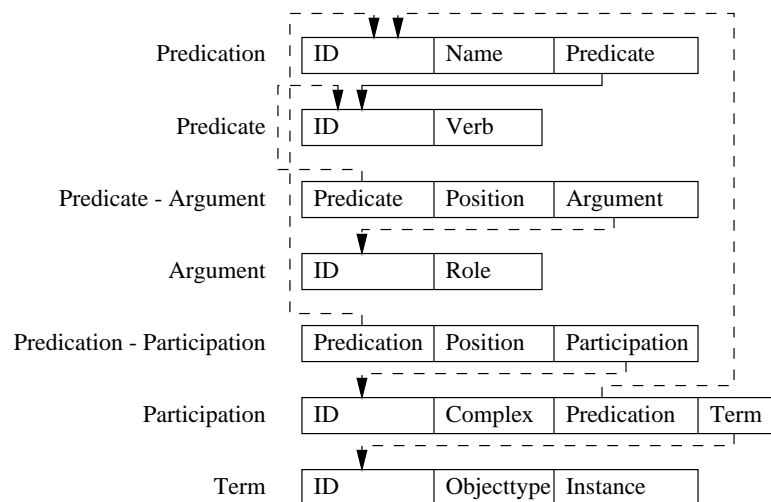 Predication ID Name Predicate
Predicate ID Verb
Predicate - Argument Predicate Position Argument
Argument ID Role
Predication - Participation Predication Position Participation
Participation ID Complex Predication Term
Term ID Objecttype Instance